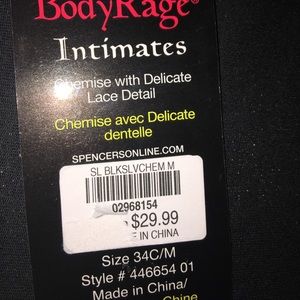 BodyRage®
Intimates
Chemise with Delicate
Lace Detail
Chemise avec Delicate
dentelle
SPENCERSONLINE.COM
SL BLKSLVCHEM M
02968154
$29.99
IN CHINA
Size 34C/M
Style # 446654 01
Made in China/
Chine